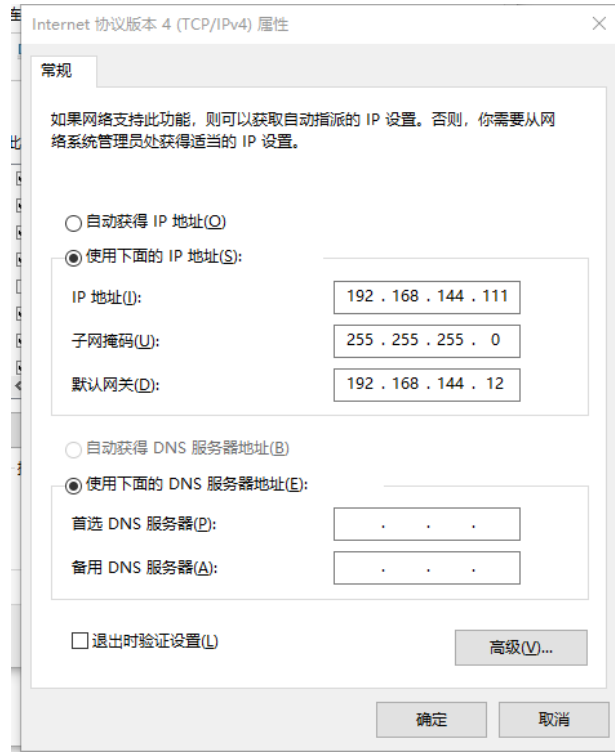 Internet 协议版本 4 (TCP/IPv4) 属性
常规
如果网络支持此功能，则可以获取自动指派的 IP 设置。否则，你需要从网
络系统管理员处获得适当的 IP 设置。
自动获得 IP 地址(O)
使用下面的 IP 地址(S):
IP 地址(I):
192 . 168 . 144 . 111
子网掩码(U):
255 . 255 . 255 . 0
默认网关(D):
192 . 168 . 144 . 12
自动获得 DNS 服务器地址(B)
使用下面的 DNS 服务器地址(E):
首选 DNS 服务器(P):
. . .
备用 DNS 服务器(A):
. . .
退出时验证设置(L)
高级(V)...
确定
取消